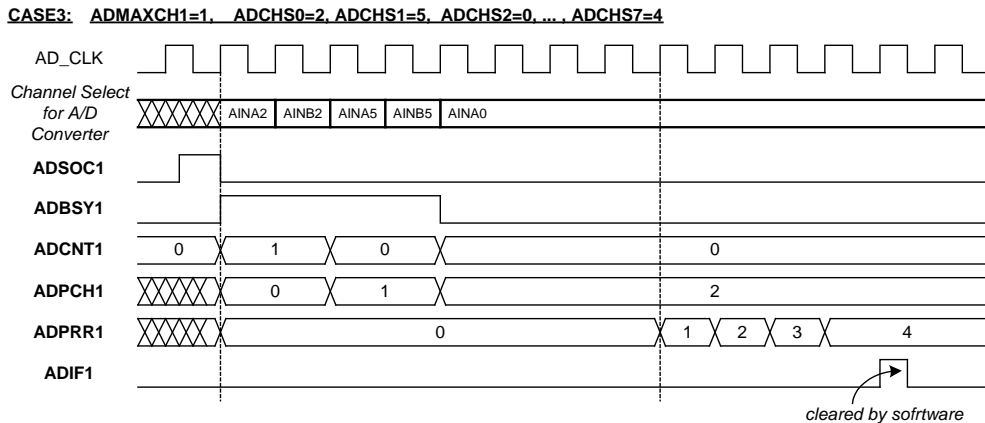 CASE3: ADMAXCH1=1, ADCHS0=2, ADCHS1=5, ADCHS2=0, ... , ADCHS7=4
AD_CLK
Channel Select
for A/D
Converter
AINA2 AINB2 AINA5 AINB5 AINA0
ADSOC1
ADBSY1
ADCNT1 0 1 0 0
ADPCH1 0 1 2
ADPRR1 0 1 2 3 4
ADIF1
cleared by sofrtware